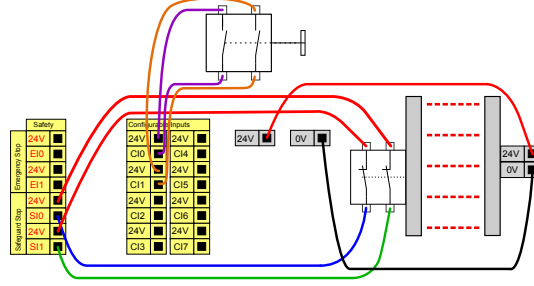 Safety
Emergency Stop
24V
EI0
24V
EI1
Safeguard Stop
24V
SI0
24V
SI1
Configurable Inputs
24V 24V
CI0 CI4
24V 24V
CI1 CI5
24V 24V
CI2 CI6
24V 24V
CI3 CI7
24V
0V
24V
0V